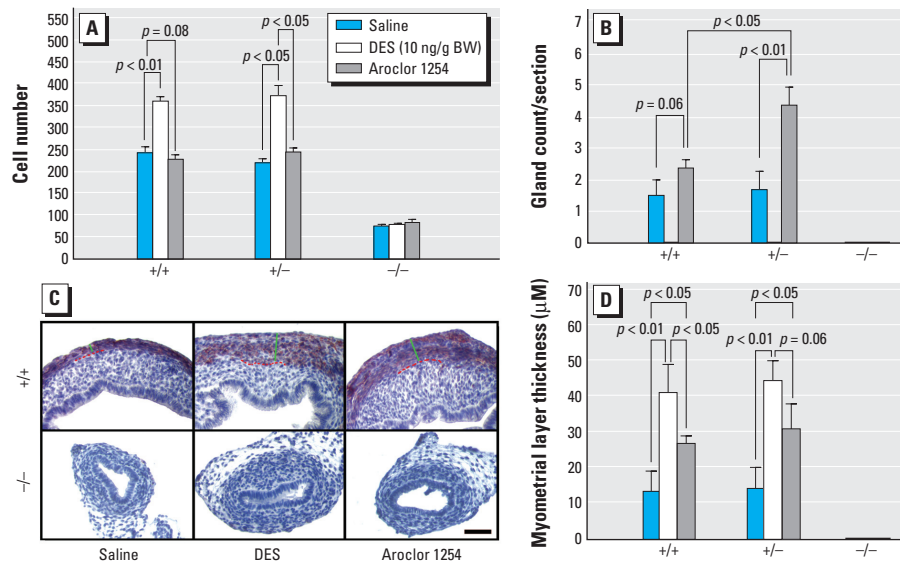 A
Cell number
550
500
450
400
350
300
250
200
150
100
50
0
p < 0.01
p = 0.08
p < 0.05
p < 0.05
Saline
DES (10 ng/g BW)
Aroclor 1254
+/+
+/–
–/–
B
Gland count/section
7
6
5
4
3
2
1
0
p = 0.06
p < 0.05
p < 0.01
+/+
+/–
–/–
C
+/+
–/–
Saline
DES
Aroclor 1254
D
Myometrial layer thickness (µM)
70
60
50
40
30
20
10
0
p < 0.05
p < 0.01
p < 0.05
p < 0.05
p < 0.01
p = 0.06
+/+
+/–
–/–